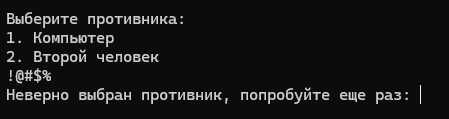 Выберите противника:
1. Компьютер
2. Второй человек
!@#$%
Неверно выбран противник, попробуйте еще раз: